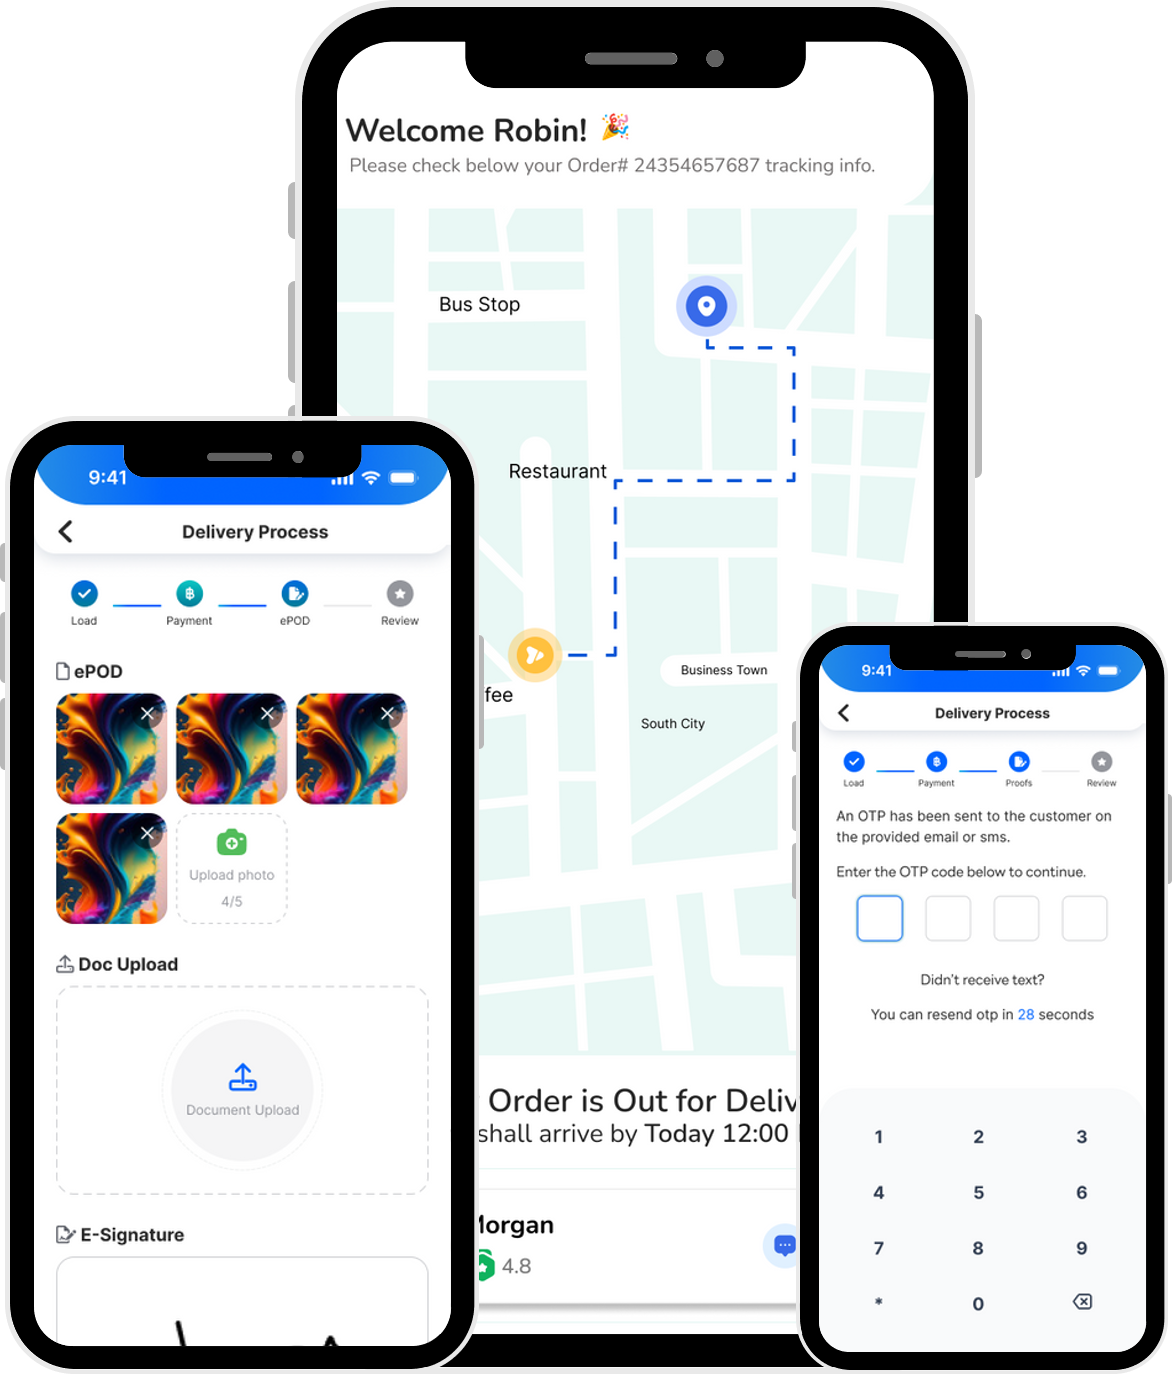 Welcome Robin! 🎉
Please check below your Order# 24354657687 tracking info.
Bus Stop
Restaurant
fee
Business Town
South City
Order is Out for Deliv
shall arrive by Today 12:00
Morgan
4.8
9:41
Delivery Process
Load
Payment
ePOD
Review
ePOD
Upload photo
4/5
Doc Upload
Document Upload
E-Signature
9:41
Delivery Process
Load
Payment
Proofs
Review
An OTP has been sent to the customer on
the provided email or sms.
Enter the OTP code below to continue.
Didn't receive text?
You can resend otp in 28 seconds
1 2 3
4 5 6
7 8 9
* 0